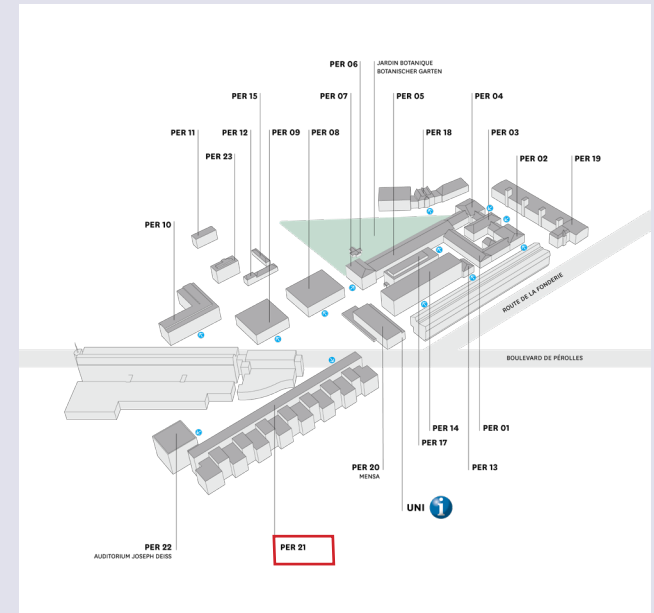 PER 06
JARDIN BOTANIQUE
BOTANISCHER GARTEN
PER 15
PER 07
PER 05
PER 04
PER 11
PER 12
PER 09
PER 08
PER 18
PER 03
PER 23
PER 02
PER 19
PER 10
ROUTE DE LA FONDERIE
BOULEVARD DE PÉROLLES
PER 14
PER 01
PER 17
PER 20
MENSA
PER 13
UNI i
PER 22
AUDITORIUM JOSEPH DEISS
PER 21